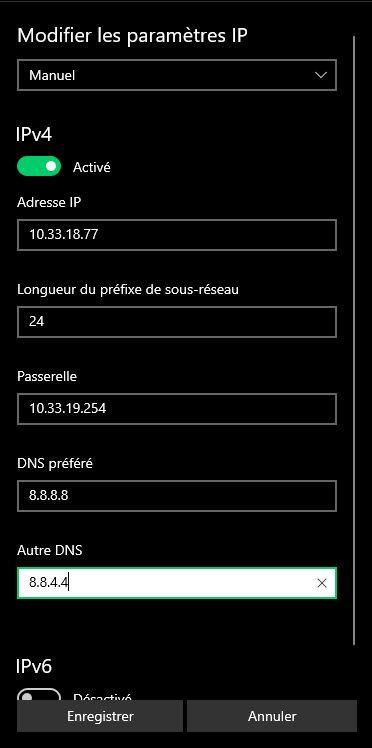 Modifier les paramètres IP
Manuel
IPv4
Activé
Adresse IP
10.33.18.77
Longueur du préfixe de sous-réseau
24
Passerelle
10.33.19.254
DNS préféré
8.8.8.8
Autre DNS
8.8.4.4
IPv6
Désactivé
Enregistrer
Annuler